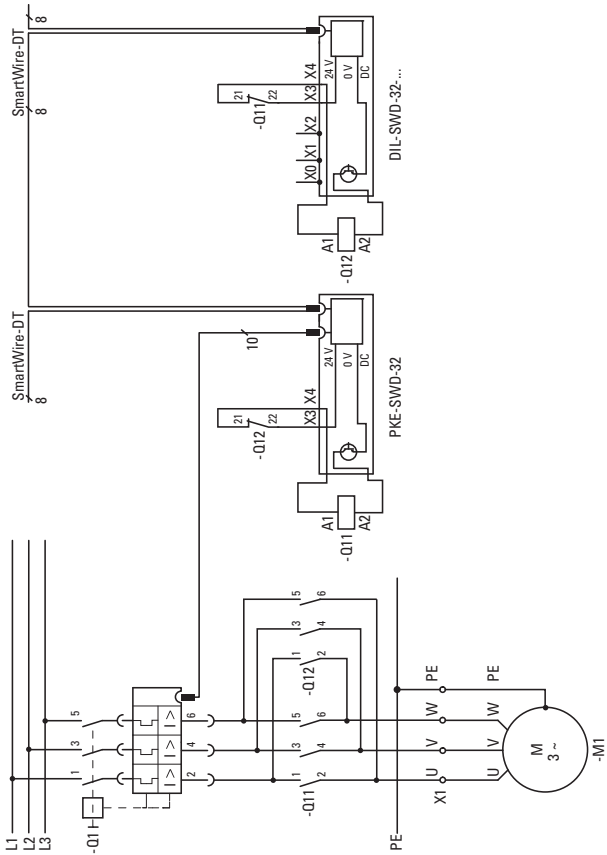 SmartWire-DT
8
SmartWire-DT
8
8
L1
L2
L3
-Q1
1
3
5
I>
I>
I>
2
4
6
10
21
22
-Q12
X3
X4
24 V
0 V
DC
PKE-SWD-32
A1
A2
-Q11
21
22
-Q11
X0
X1
X2
X3
X4
24 V
0 V
DC
DIL-SWD-32-...
A1
A2
-Q12
-Q11
1
2
13
4
5
6
-Q12
1
2
3
4
5
6
PE
X1
U
V
W
PE
U
V
W
PE
M
3 ~
-M1